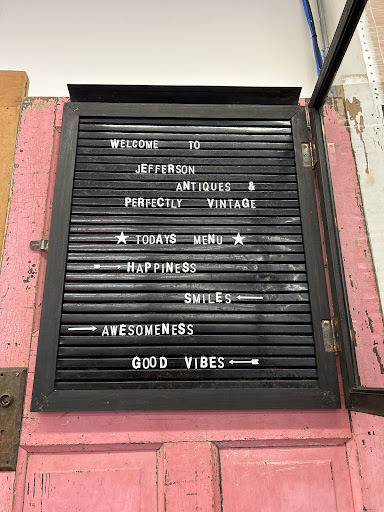 WELCOME TO
JEFFERSON
ANTIQUES &
PERFECTLY VINTAGE
★ TODAYS MENU ★
→ HAPPINESS
SMILES ←
→ AWESOMENESS
GOOD VIBES ←